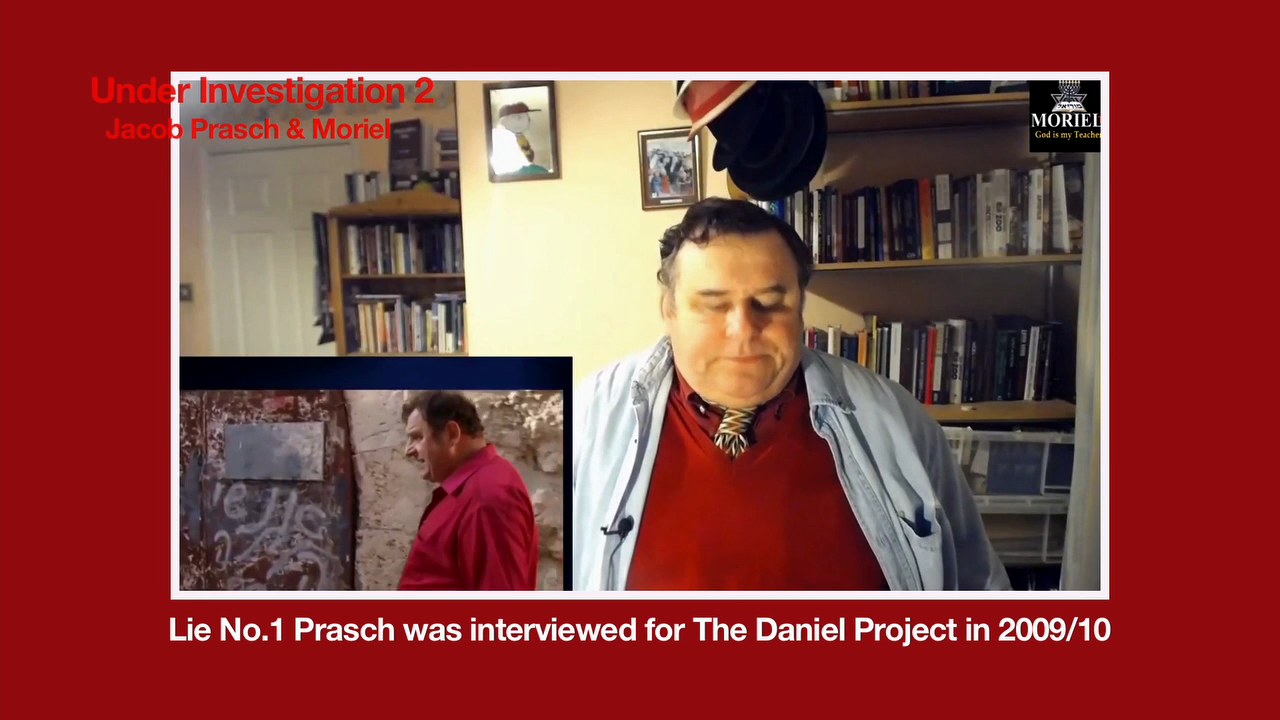 Under Investigation 2
Jacob Prasch & Moriel
MORIEL
God is my Teacher
Lie No.1 Prasch was interviewed for The Daniel Project in 2009/10